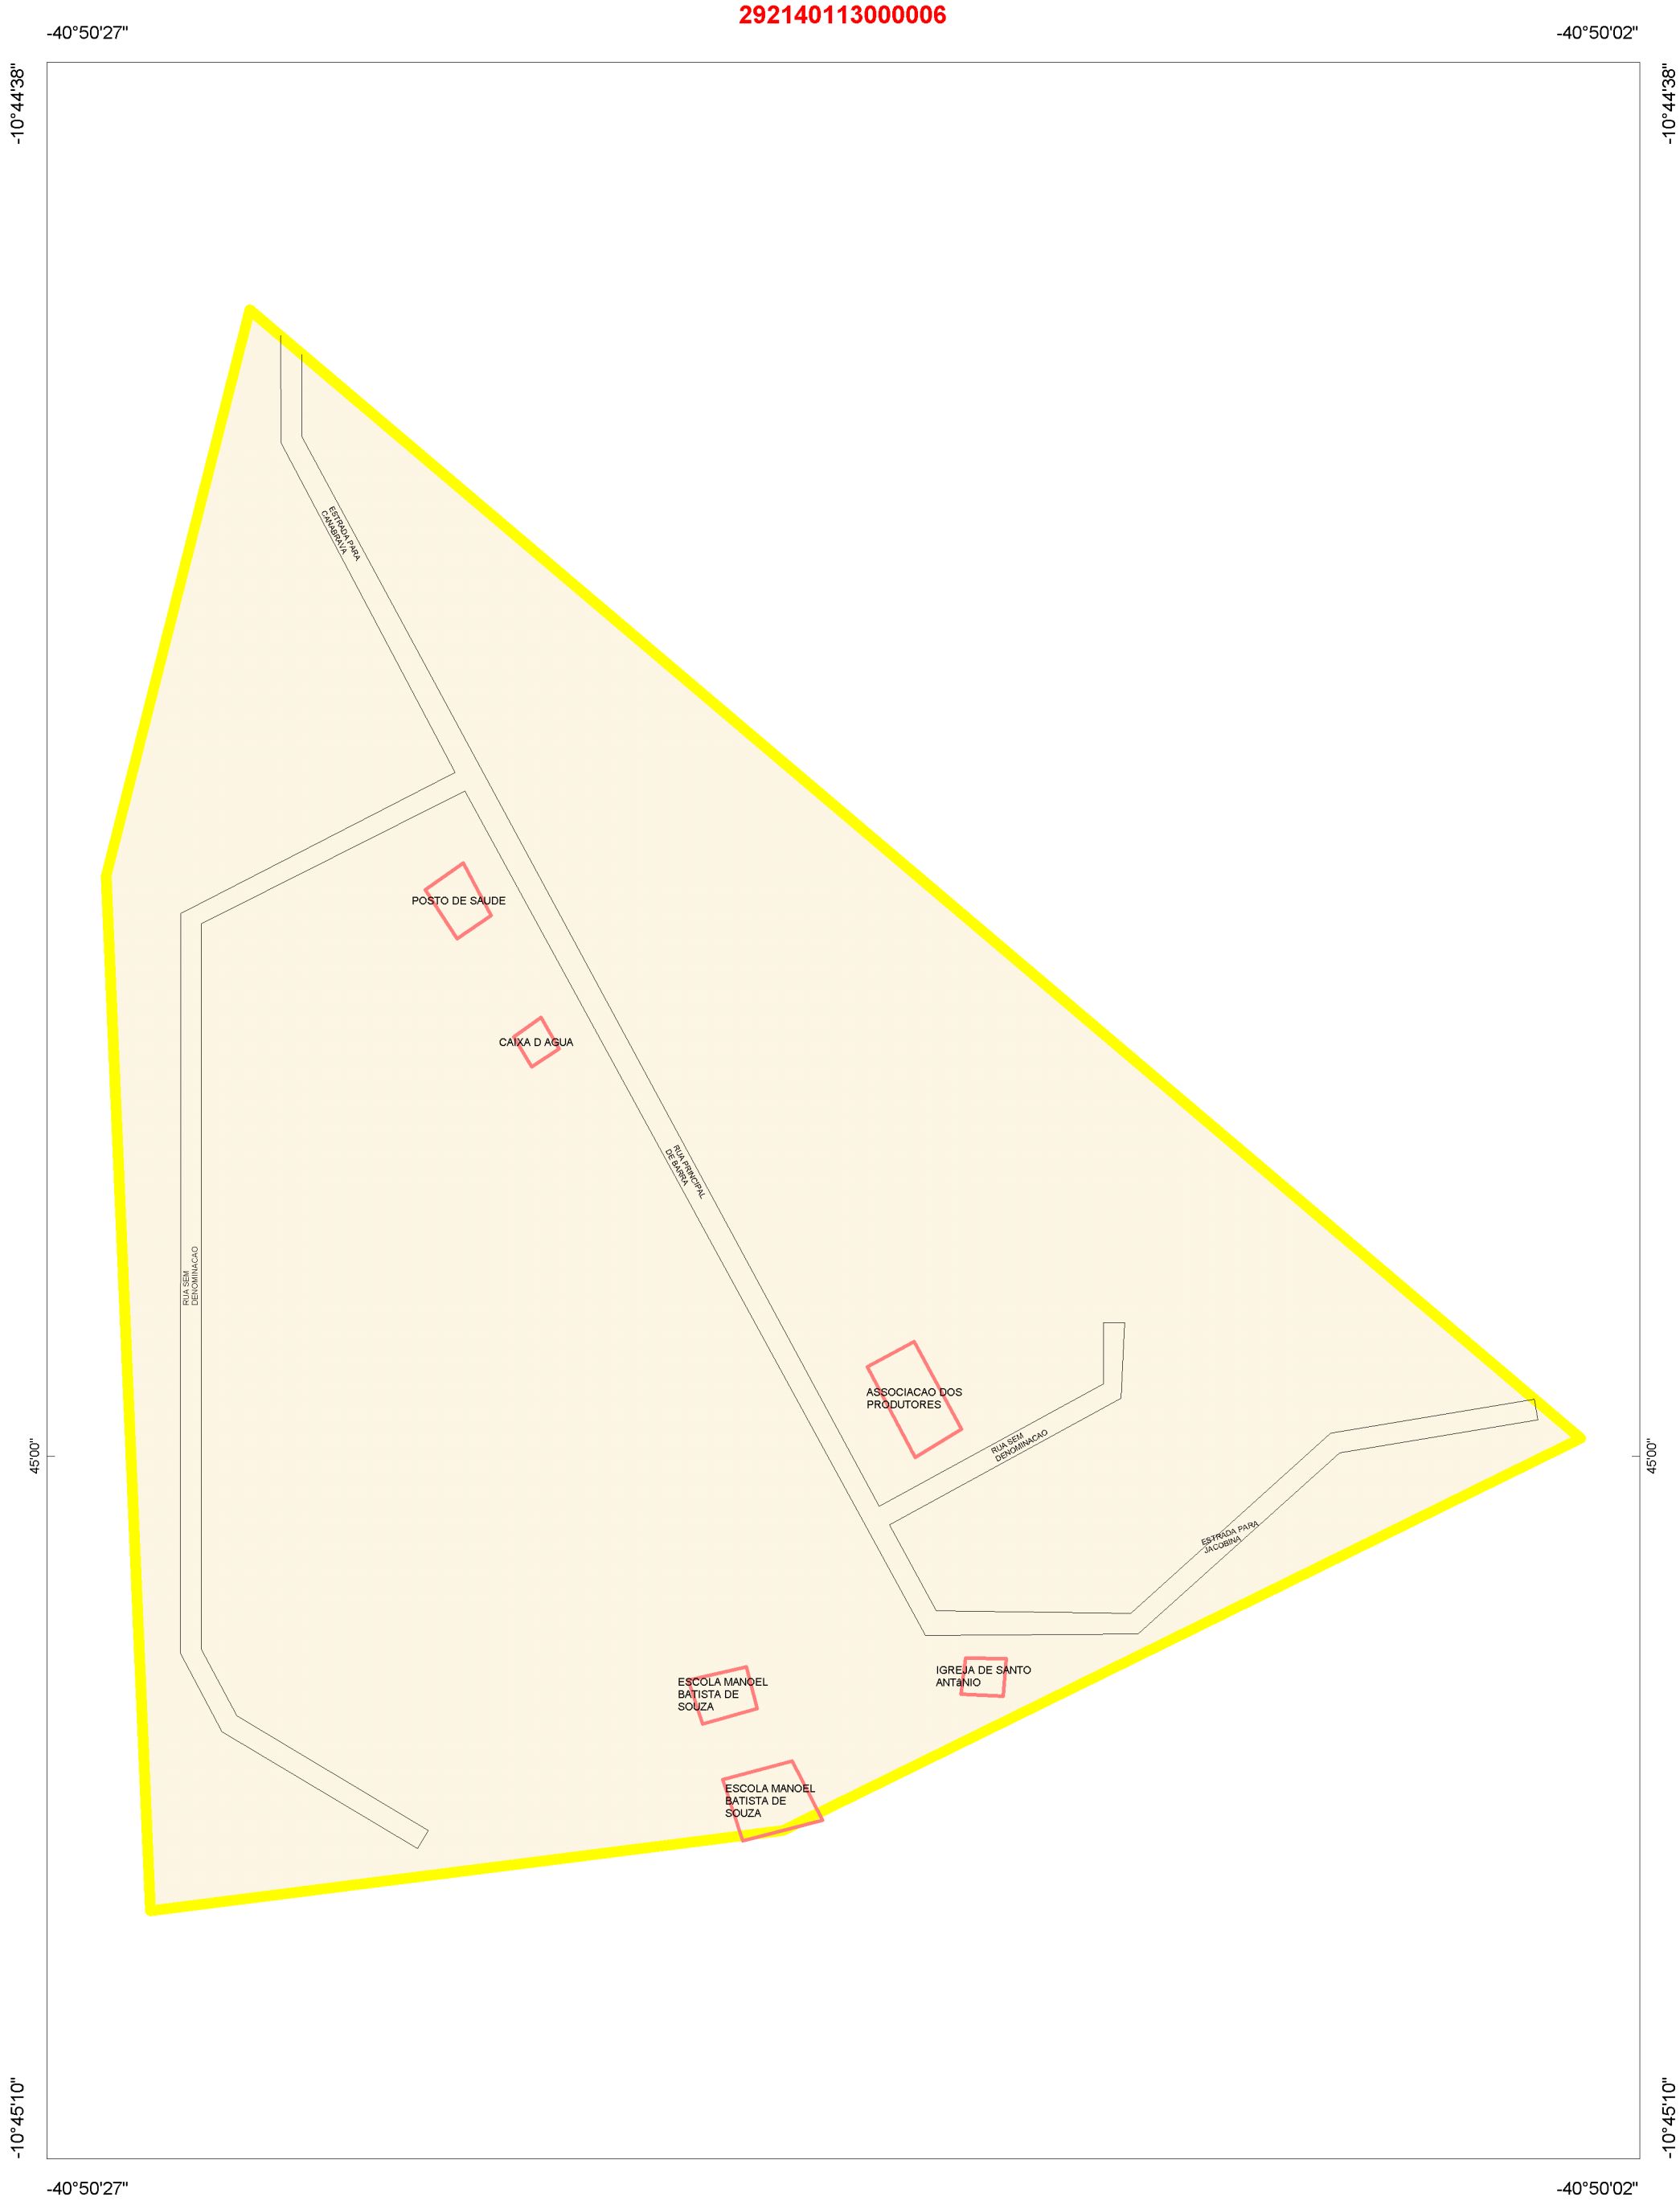 292140113000006
-40°50'27"
-40°50'02"
-10°44'38"
-10°44'38"
ESTRADA PARA
CANABRAVA
POSTO DE SAUDE
CAIXA D AGUA
RUA PRINCIPAL
DE BARRA
RUA SEM
DENOMINACAO
ASSOCIACAO DOS
PRODUTORES
RUA SEM
DENOMINACAO
45'00"
45'00"
ESTRADA PARA
JACOBINA
IGREJA DE SANTO
ANTâNIO
ESCOLA MANOEL
BATISTA DE
SOUZA
ESCOLA MANOEL
BATISTA DE
SOUZA
-10°45'10"
-10°45'10"
-40°50'27"
-40°50'02"